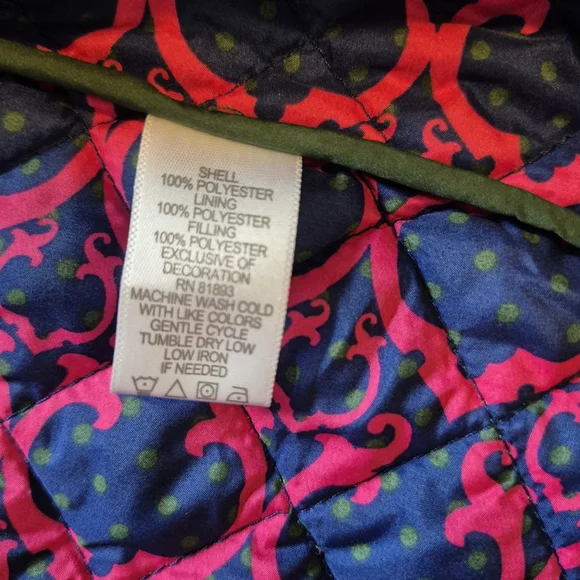 SHELL
100% POLYESTER
LINING
100% POLYESTER
FILLING
100% POLYESTER
EXCLUSIVE OF
DECORATION
RN 81893
MACHINE WASH COLD
WITH LIKE COLORS
GENTLE CYCLE
TUMBLE DRY LOW
LOW IRON
IF NEEDED